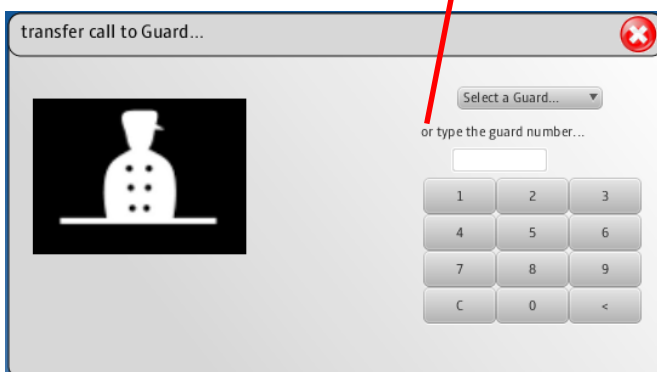 transfer call to Guard...
Select a Guard...
or type the guard number...
1 2 3
4 5 6
7 8 9
C 0 <